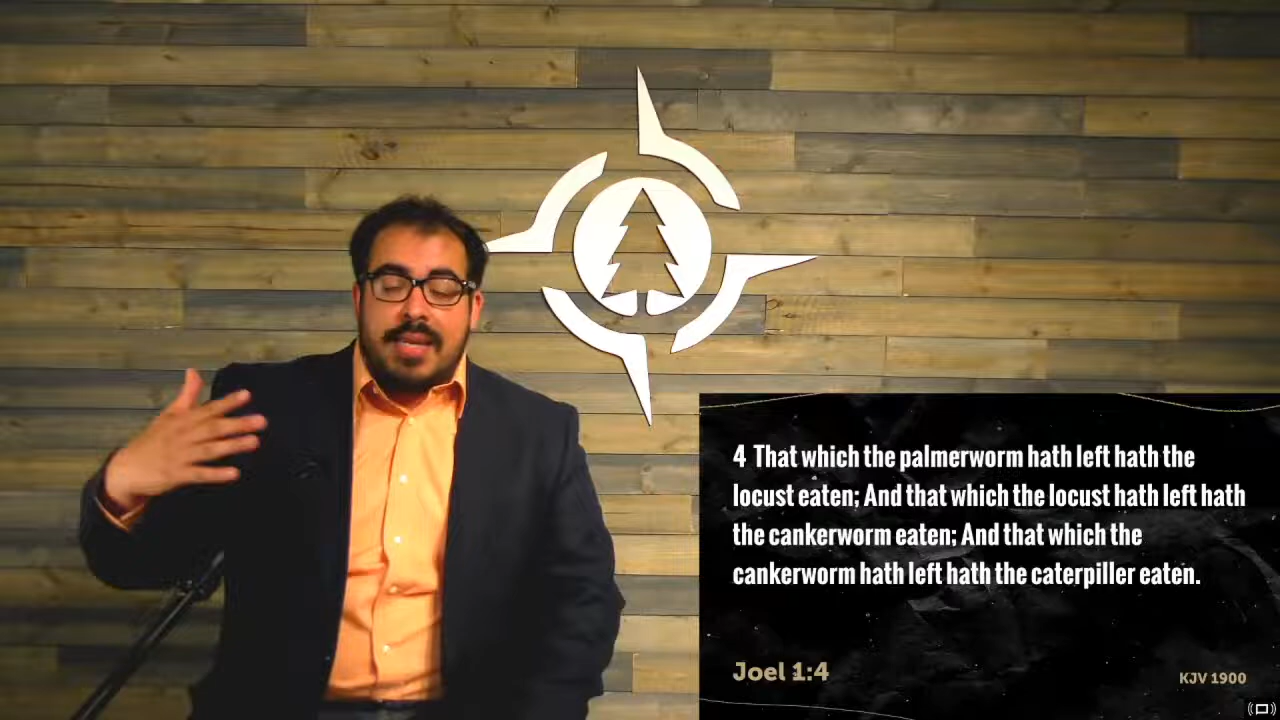 4 That which the palmerworm hath left hath the
locust eaten; And that which the locust hath left hath
the cankerworm eaten; And that which the
cankerworm hath left hath the caterpiller eaten.
Joel 1:4
KJV 1900